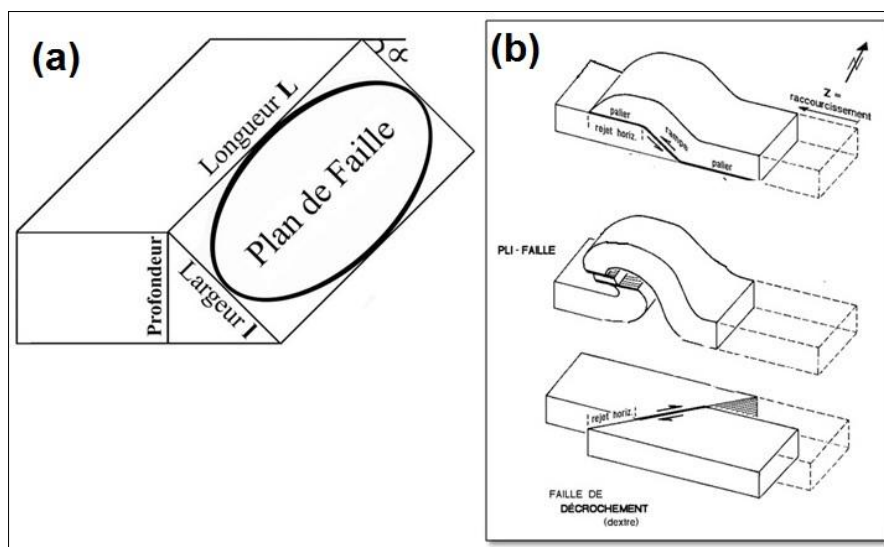 (a)
∝
Longueur L
Plan de Faille
Profondeur
Largeur l
(b)
Z =
raccourcissement
palier
rejet horiz.
rampe
palier
PLI - FAILLE
rejet horiz.
FAILLE DE
DÉCROCHEMENT
(dextre)